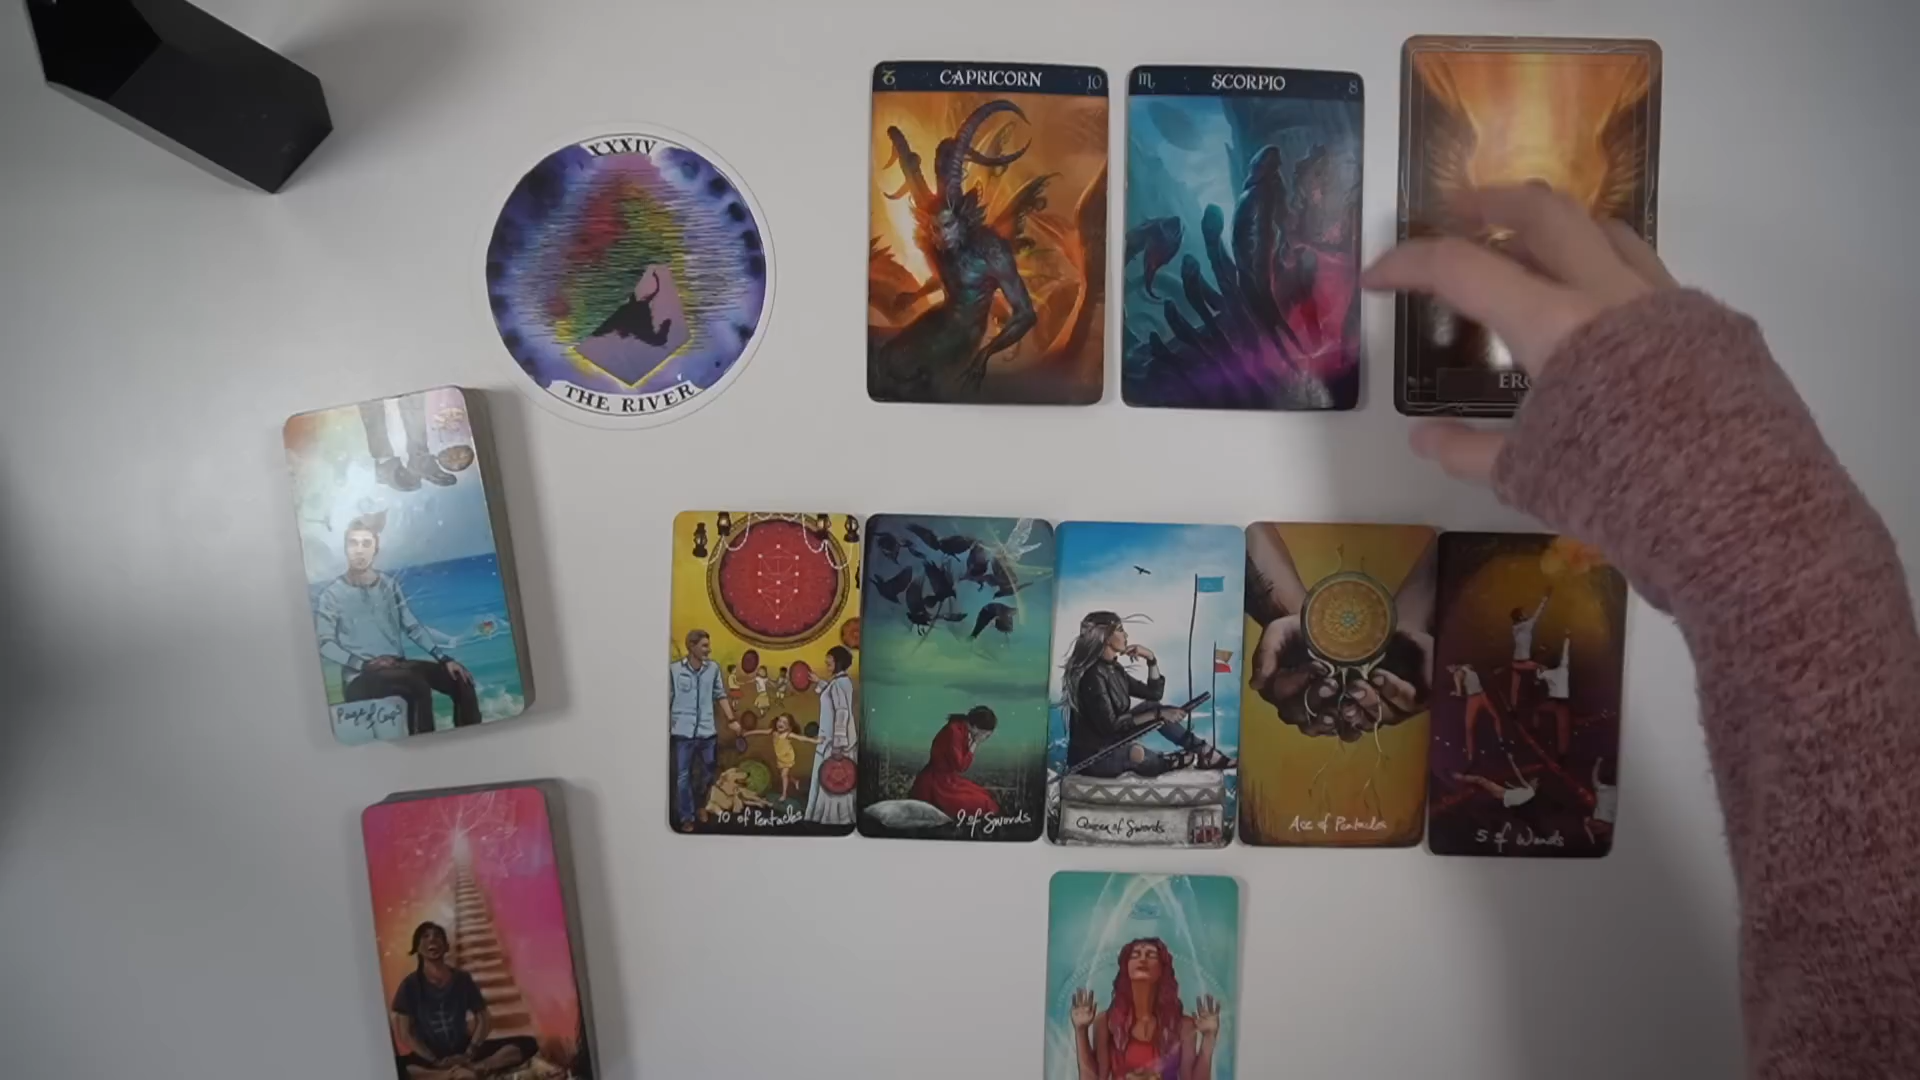 XXXIV
THE RIVER
♑ CAPRICORN 10
♏ SCORPIO 8
Page of Cups
10 of Pentacles
9 of Swords
Queen of Swords
Ace of Pentacles
5 of Wands